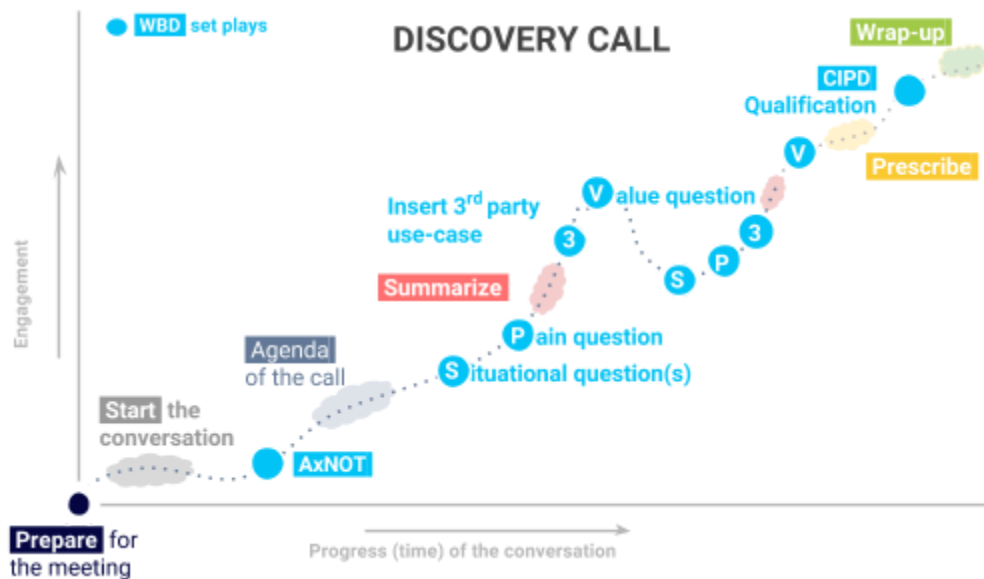 WBD set plays
DISCOVERY CALL
Wrap-up
CIPD
Qualification
V
Prescribe
Insert 3rd party
use-case
Value question
3
3
P
S
Summarize
Pain question
Situational question(s)
Agenda
of the call
Start the
conversation
AxNOT
Engagement
Prepare for
the meeting
Progress (time) of the conversation